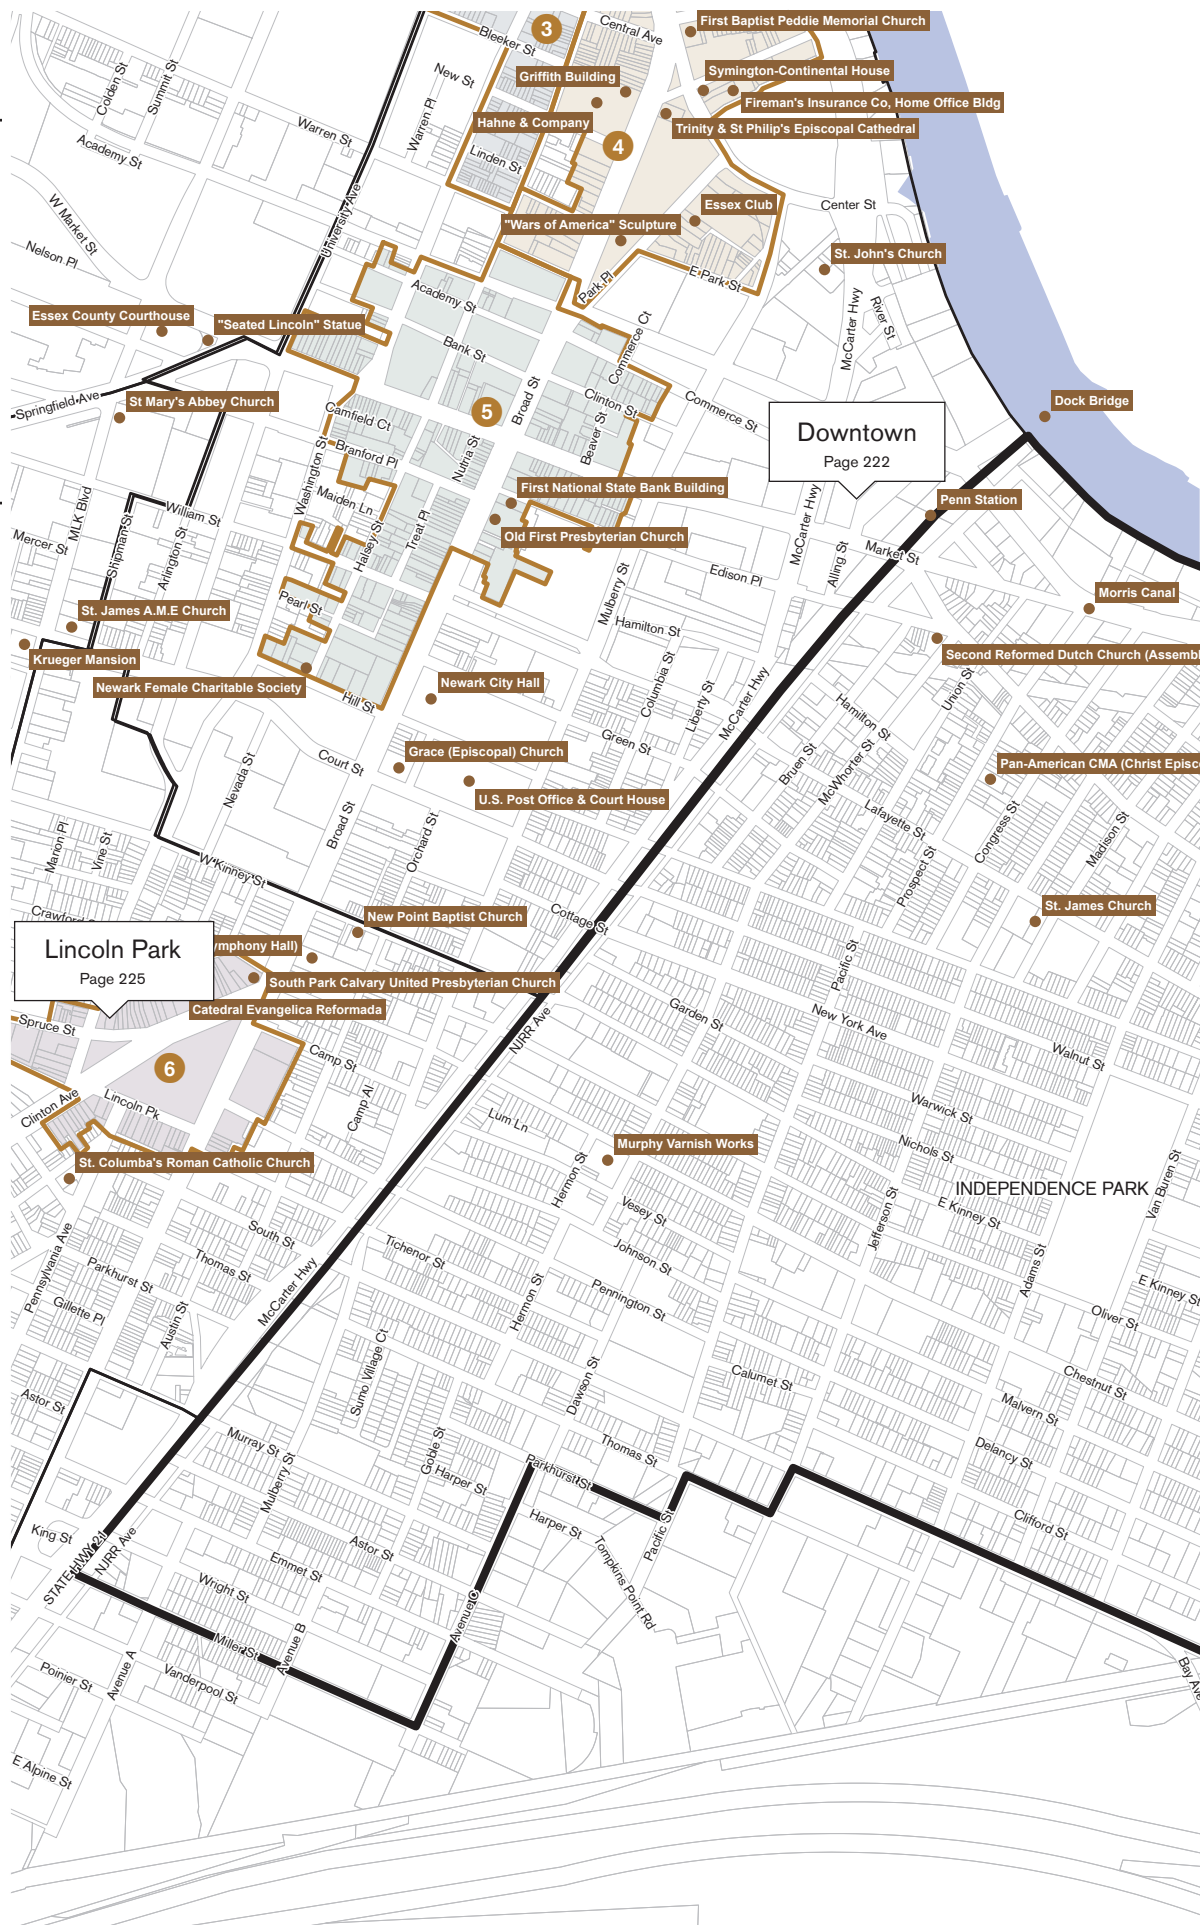 First Baptist Peddie Memorial Church
3
Central Ave
Bleeker St
New St
Griffith Building
Symington-Continental House
Fireman's Insurance Co, Home Office Bldg
Colden St
Summit St
Warren St
Warren Pl
Hahne & Company
Trinity & St Philip's Episcopal Cathedral
Academy St
Linden St
4
W Market St
University Ave
Essex Club
Center St
"Wars of America" Sculpture
Nelson Pl
St. John's Church
Park Pl
E Park St
Academy St
McCarter Hwy
River St
Essex County Courthouse
"Seated Lincoln" Statue
Bank St
Commerce Ct
Springfield Ave
St Mary's Abbey Church
Camfield Ct
5
Broad St
Clinton St
Commerce St
Dock Bridge
Beaver St
Downtown
Page 222
Branford Pl
Nutria St
Washington St
Maiden Ln
First National State Bank Building
Penn Station
MLK Blvd
William St
Mercer St
Shipman St
Arlington St
Halsey St
Treat Pl
Old First Presbyterian Church
McCarter Hwy
Alling St
Market St
Edison Pl
Mulberry St
Morris Canal
St. James A.M.E Church
Pearl St
Hamilton St
Krueger Mansion
Second Reformed Dutch Church (Assembl
Newark Female Charitable Society
Newark City Hall
Columbia St
Liberty St
McCarter Hwy
Union St
Hill St
Hamilton St
Green St
Court St
Grace (Episcopal) Church
Bruen St
McWhorter St
Pan-American CMA (Christ Episco
Nevada St
U.S. Post Office & Court House
Lafayette St
Broad St
Orchard St
Congress St
Madison St
Marion Pl
Vine St
W Kinney St
Prospect St
Crawford
New Point Baptist Church
Cottage St
St. James Church
Lincoln Park
Page 225
ymphony Hall)
South Park Calvary United Presbyterian Church
Pacific St
Catedral Evangelica Reformada
Spruce St
Garden St
New York Ave
NJRR Ave
Walnut St
6
Camp St
Camp Al
Clinton Ave
Lincoln Pk
Lum Ln
Warwick St
Murphy Varnish Works
Nichols St
St. Columba's Roman Catholic Church
Hermon St
INDEPENDENCE PARK
Van Buren St
Vesey St
E Kinney St
Jefferson St
South St
Tichenor St
Johnson St
Pennsylvania Ave
Parkhurst St
Thomas St
McCarter Hwy
Adams St
Pennington St
E Kinney St
Gillette Pl
Hermon St
Oliver St
Austin St
Sumo Village Ct
Calumet St
Chestnut St
Dawson St
Astor St
Malvern St
Murray St
Goble St
Thomas St
Delancy St
Mulberry St
Harper St
Parkhurst St
King St
STATE HWY 21
NJRR Ave
Harper St
Pacific St
Clifford St
Astor St
Tompkins Point Rd
Emmet St
Wright St
Avenue C
Miller St
Avenue B
Avenue A
Poinier St
Vanderpool St
Bay Ave
E Alpine St